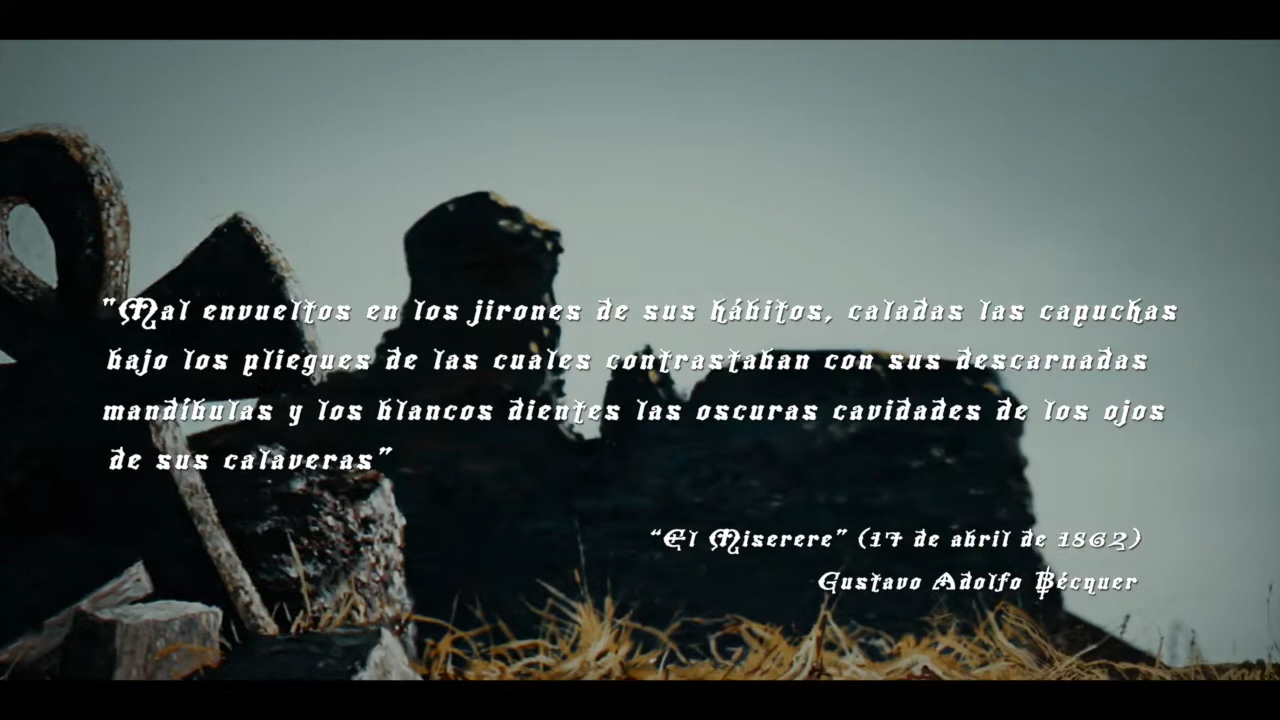 "Mal envueltos en los jirones de sus hábitos, caladas las capuchas
bajo los pliegues de las cuales contrastaban con sus descarnadas
mandíbulas y los blancos dientes las oscuras cavidades de los ojos
de sus calaveras"
"El Miserere" (17 de abril de 1862)
Gustavo Adolfo Bécquer